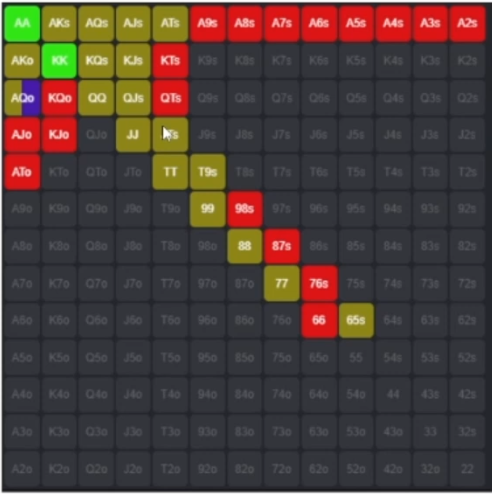 AA AKs AQs AJs ATs A9s A8s A7s A6s A5s A4s A3s A2s
AKo KK KQs KJs KTs K9s K8s K7s K6s K5s K4s K3s K2s
AQo KQo QQ QJs QTs Q9s Q8s Q7s Q6s Q5s Q4s Q3s Q2s
AJo KJo QJo JJ J9s J8s J7s J6s J5s J4s J3s J2s
ATo KTo QTo JTo TT T9s T8s T7s T6s T5s T4s T3s T2s
A9o K9o Q9o J9o T9o 99 98s 97s 96s 95s 94s 93s 92s
A8o K8o Q8o J8o T8o 98o 88 87s 86s 85s 84s 83s 82s
A7o K7o Q7o J7o T7o 97o 87o 77 76s 75s 74s 73s 72s
A6o K6o Q6o J6o T6o 96o 86o 76o 66 65s 64s 63s 62s
A5o K5o Q5o J5o T5o 95o 85o 75o 65o 55 54s 53s 52s
A4o K4o Q4o J4o T4o 94o 84o 74o 64o 54o 44 43s 42s
A3o K3o Q3o J3o T3o 93o 83o 73o 63o 53o 43o 33 32s
A2o K2o Q2o J2o T2o 92o 82o 72o 62o 52o 42o 32o 22